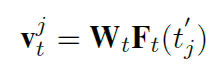 v_t^j = W_t F_t(t'_j)